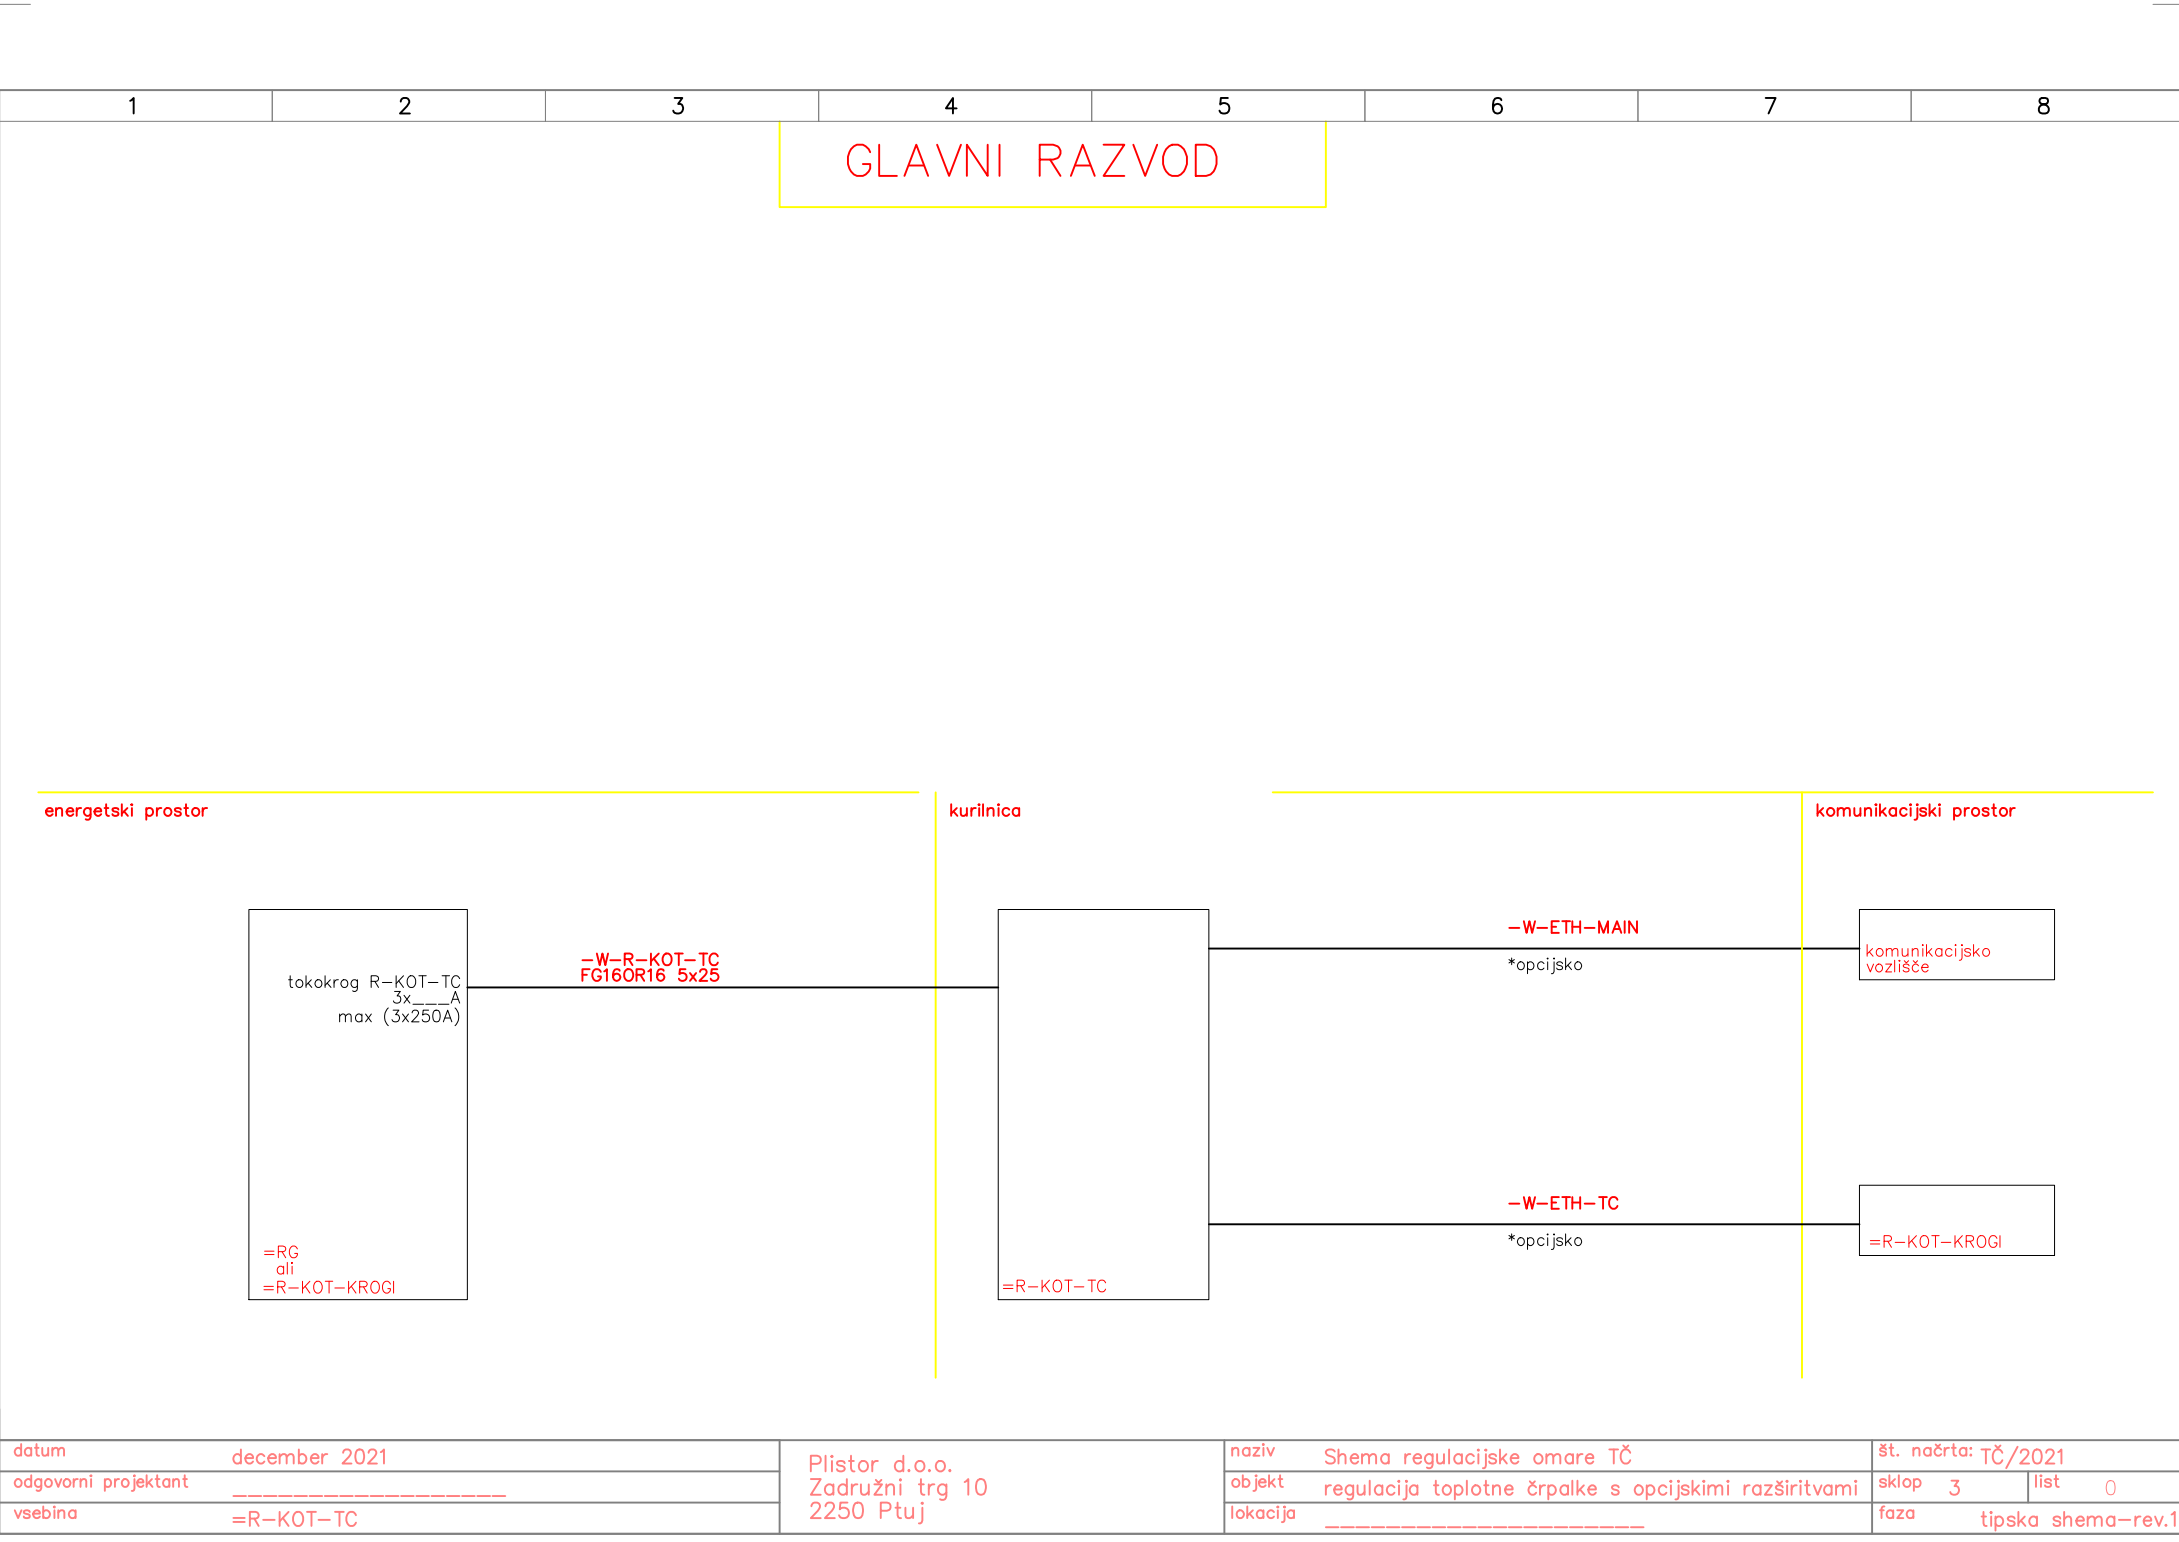 1 2 3 4 5 6 7 8
GLAVNI RAZVOD
energetski prostor
kurilnica
komunikacijski prostor
tokokrog R-KOT-TC
3x___A
max (3x250A)
=RG
ali
=R-KOT-KROGI
-W-R-KOT-TC
FG16OR16 5x25
=R-KOT-TC
-W-ETH-MAIN
*opcijsko
komunikacijsko
vozlišče
-W-ETH-TC
*opcijsko
=R-KOT-KROGI
datum december 2021
odgovorni projektant __________________
vsebina =R-KOT-TC
Plistor d.o.o.
Zadružni trg 10
2250 Ptuj
naziv Shema regulacijske omare TČ
objekt regulacija toplotne črpalke s opcijskimi razširitvami
lokacija _____________________
št. načrta: TČ/2021
sklop 3 list 0
faza tipska shema-rev.1